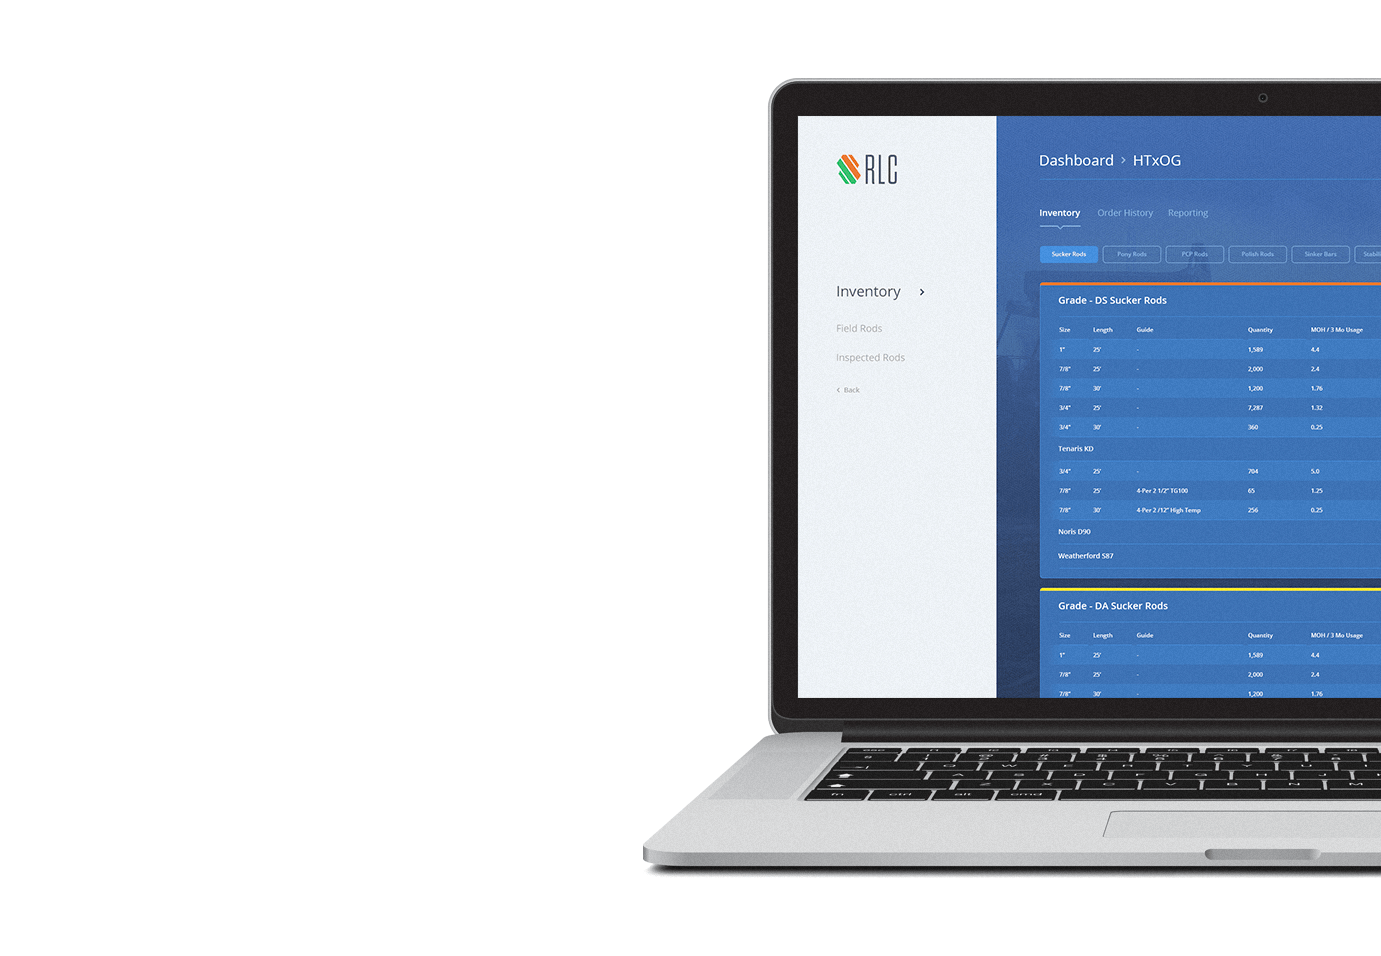 RLC
Dashboard › HTxOG
Inventory Order History Reporting
Sucker Rods Pony Rods PCP Rods Polish Rods Sinker Bars
Inventory ›
Field Rods
Inspected Rods
‹ Back
Grade - DS Sucker Rods
Size Length Guide Quantity MOH / 3 Mo Usage
1" 25' - 1,589 4.4
7/8" 25' - 2,000 2.4
7/8" 30' - 1,200 1.76
3/4" 25' - 7,287 1.32
3/4" 30' - 360 0.25
Tenaris KD
3/4" 25' - 704 5.0
7/8" 25' 4-Per 2 1/2" TG100 65 1.25
7/8" 30' 4-Per 2 /12" High Temp 256 0.25
Noris D90
Weatherford S87
Grade - DA Sucker Rods
Size Length Guide Quantity MOH / 3 Mo Usage
1" 25' - 1,589 4.4
7/8" 25' - 2,000 2.4
7/8" 30' - 1,200 1.76
Q W E R T Y U I
A S D F G H J
Z X C V B N M
fn ctrl alt cmd